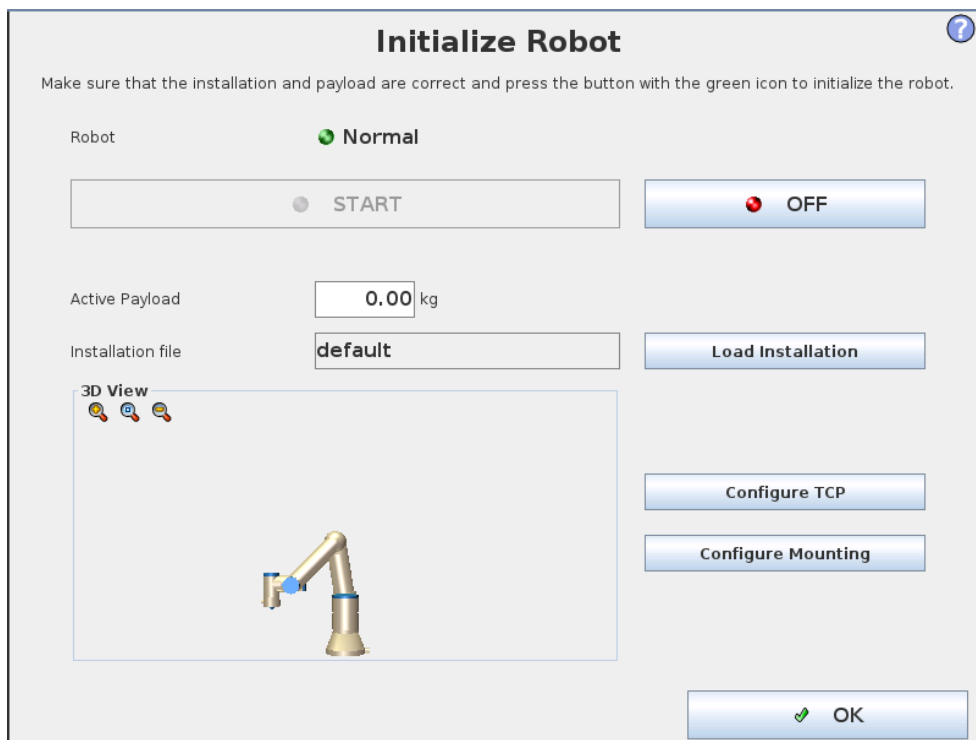 Initialize Robot
?
Make sure that the installation and payload are correct and press the button with the green icon to initialize the robot.
Robot
Normal
START
OFF
Active Payload
0.00 kg
Installation file
default
Load Installation
3D View
Configure TCP
Configure Mounting
OK